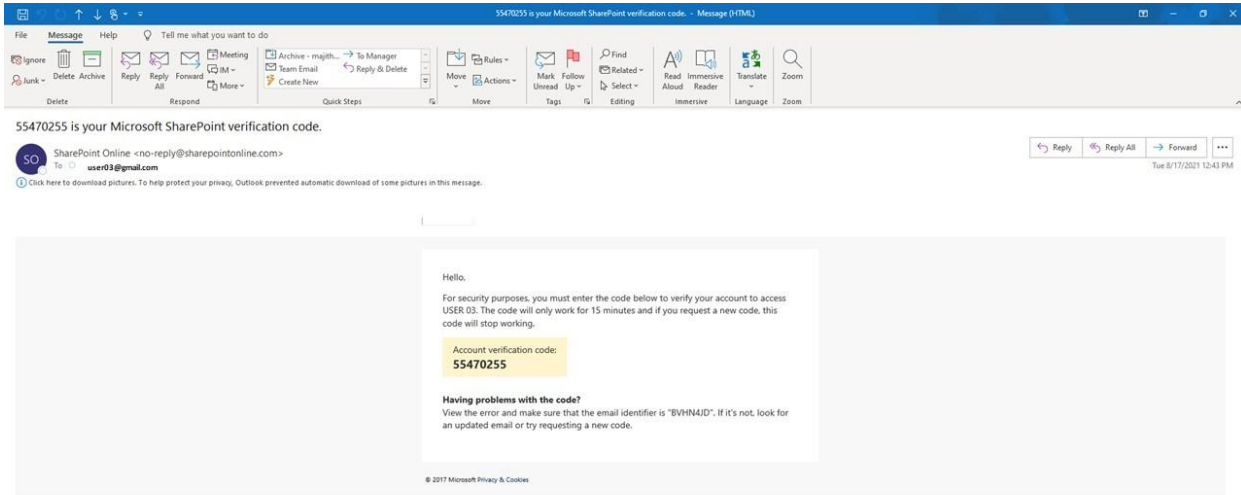 55470255 is your Microsoft SharePoint verification code. - Message (HTML)
File Message Help Tell me what you want to do
Ignore
Junk
Delete Archive
Delete
Reply Reply All Forward
Meeting
IM
More
Respond
Archive - majith... To Manager
Team Email Reply & Delete
Create New
Quick Steps
Move
Rules
Actions
Move
Mark Unread Follow Up
Tags
Find
Related
Select
Editing
Read Aloud Immersive Reader
Immersive
Translate
Language
Zoom
Zoom
55470255 is your Microsoft SharePoint verification code.
SO
SharePoint Online <no-reply@sharepointonline.com>
To user03@gmail.com
Reply Reply All Forward
Tue 8/17/2021 12:43 PM
Click here to download pictures. To help protect your privacy, Outlook prevented automatic download of some pictures in this message.
Hello,
For security purposes, you must enter the code below to verify your account to access
USER 03. The code will only work for 15 minutes and if you request a new code, this
code will stop working.
Account verification code:
55470255
Having problems with the code?
View the error and make sure that the email identifier is "BVHN4JD". If it's not, look for
an updated email or try requesting a new code.
© 2017 Microsoft Privacy & Cookies